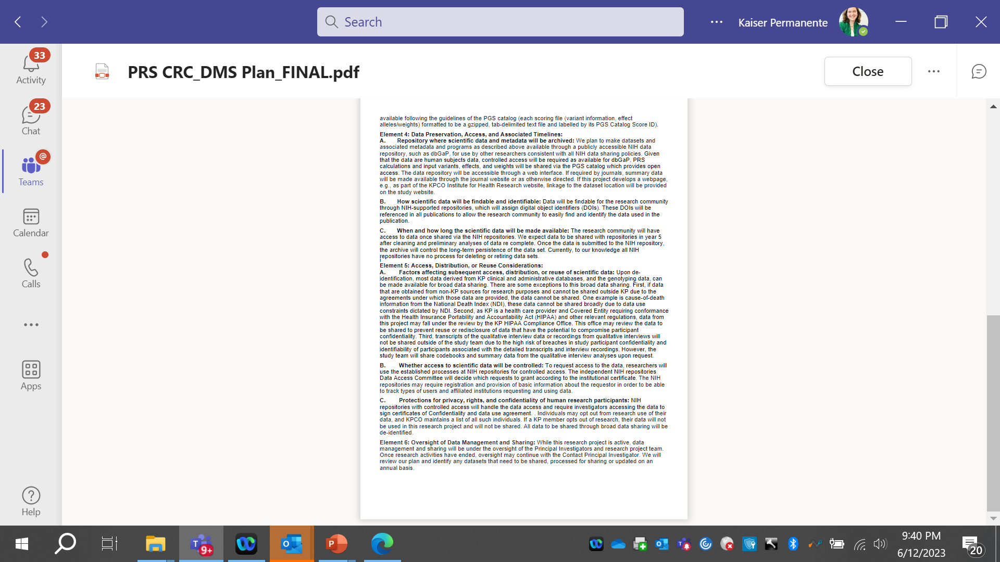 Search
Kaiser Permanente
33
Activity
23
Chat
@
Teams
Calendar
Calls
Apps
Help
PRS CRC_DMS Plan_FINAL.pdf
Close
available following the guidelines of the PGS catalog (each scoring file (variant information, effect
alleles/weights) formatted to be a gzipped, tab-delimited text file and labelled by its PGS Catalog Score ID).
Element 4: Data Preservation, Access, and Associated Timelines:
A. Repository where scientific data and metadata will be archived: We plan to make datasets and
associated metadata and programs as described above available through a publicly accessible NIH data
repository, such as dbGaP, for use by other researchers consistent with all NIH data sharing policies. Given
that the data are human subjects data, controlled access will be required as available for dbGaP. PRS
calculations and input variants, effects, and weights will be shared via the PGS catalog which provides open
access. The data repository will be accessible through a web interface. If required by journals, summary data
will be made available through the journal website or as otherwise directed. If this project develops a webpage,
e.g., as part of the KPCO Institute for Health Research website, linkage to the dataset location will be provided
on the study website.
B. How scientific data will be findable and identifiable: Data will be findable for the research community
through NIH-supported repositories, which will assign digital object identifiers (DOIs). These DOIs will be
referenced in all publications to allow the research community to easily find and identify the data used in the
publication.
C. When and how long the scientific data will be made available: The research community will have
access to data once shared via the NIH repositories. We expect data to be shared with repositories in year 5
after cleaning and preliminary analyses of data re complete. Once the data is submitted to the NIH repository,
the archive will control the long-term persistence of the data set. Currently, to our knowledge all NIH
repositories have no process for deleting or retiring data sets.
Element 5: Access, Distribution, or Reuse Considerations:
A. Factors affecting subsequent access, distribution, or reuse of scientific data: Upon de-
identification, most data derived from KP clinical and administrative databases, and the genotyping data, can
be made available for broad data sharing. There are some exceptions to this broad data sharing. First, if data
that are obtained from non-KP sources for research purposes and cannot be shared outside KP due to the
agreements under which those data are provided, the data cannot be shared. One example is cause-of-death
information from the National Death Index (NDI), these data cannot be shared broadly due to data use
constraints dictated by NDI. Second, as KP is a health care provider and Covered Entity requiring conformance
with the Health Insurance Portability and Accountability Act (HIPAA) and other relevant regulations, data from
this project may fall under the review by the KP HIPAA Compliance Office. This office may review the data to
be shared to prevent reuse or redisclosure of data that have the potential to compromise participant
confidentiality. Third, transcripts of the qualitative interview data or recordings from qualitative interviews will
not be shared outside of the study team due to the high risk of breaches in study participant confidentiality and
identifiability of participants associated with the detailed transcripts and interview recordings. However, the
study team will share codebooks and summary data from the qualitative interview analyses upon request.
B. Whether access to scientific data will be controlled: To request access to the data, researchers will
use the established processes at NIH repositories for controlled access. The independent NIH repositories
Data Access Committee will decide which requests to grant according to the institutional certificate. The NIH
repositories may require registration and provision of basic information about the requestor in order to be able
to track types of users and affiliated institutions requesting and using data.
C. Protections for privacy, rights, and confidentiality of human research participants: NIH
repositories with controlled access will handle the data access and require investigators accessing the data to
sign certificates of Confidentiality and data use agreement. . Individuals may opt out from research use of their
data, and KPCO maintains a list of all such individuals. If a KP member opts out of research, their data will not
be used in this research project and will not be shared. All data to be shared through broad data sharing will be
de-identified.
Element 6: Oversight of Data Management and Sharing: While this research project is active, data
management and sharing will be under the oversight of the Principal Investigators and research project team.
Once research activities have ended, oversight may continue with the Contact Principal Investigator. We will
review our plan and identify any datasets that need to be shared, processed for sharing or updated on an
annual basis.
9+
9:40 PM
6/12/2023
20